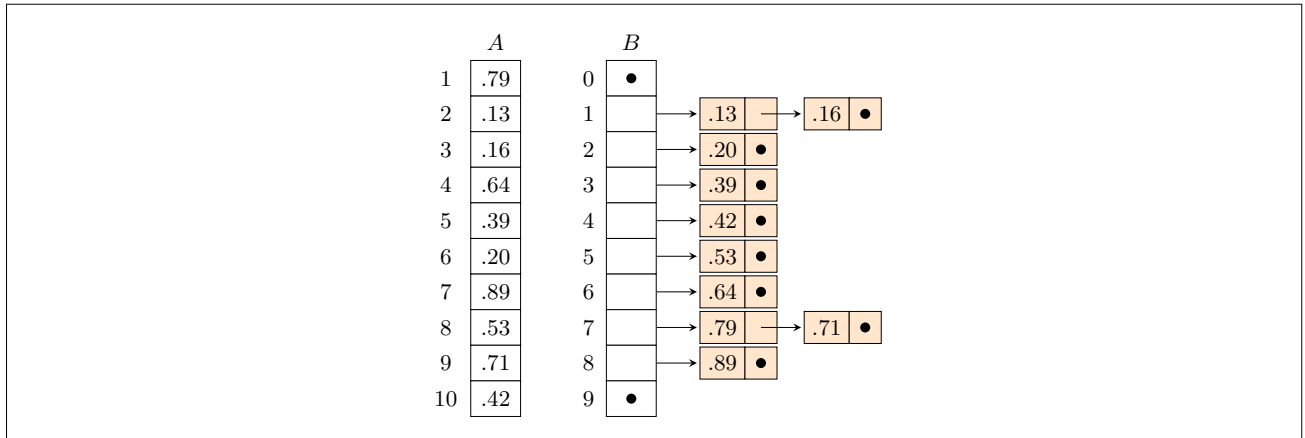 A B
1 .79 0
2 .13 1 .13 .16
3 .16 2 .20
4 .64 3 .39
5 .39 4 .42
6 .20 5 .53
7 .89 6 .64
8 .53 7 .79 .71
9 .71 8 .89
10 .42 9